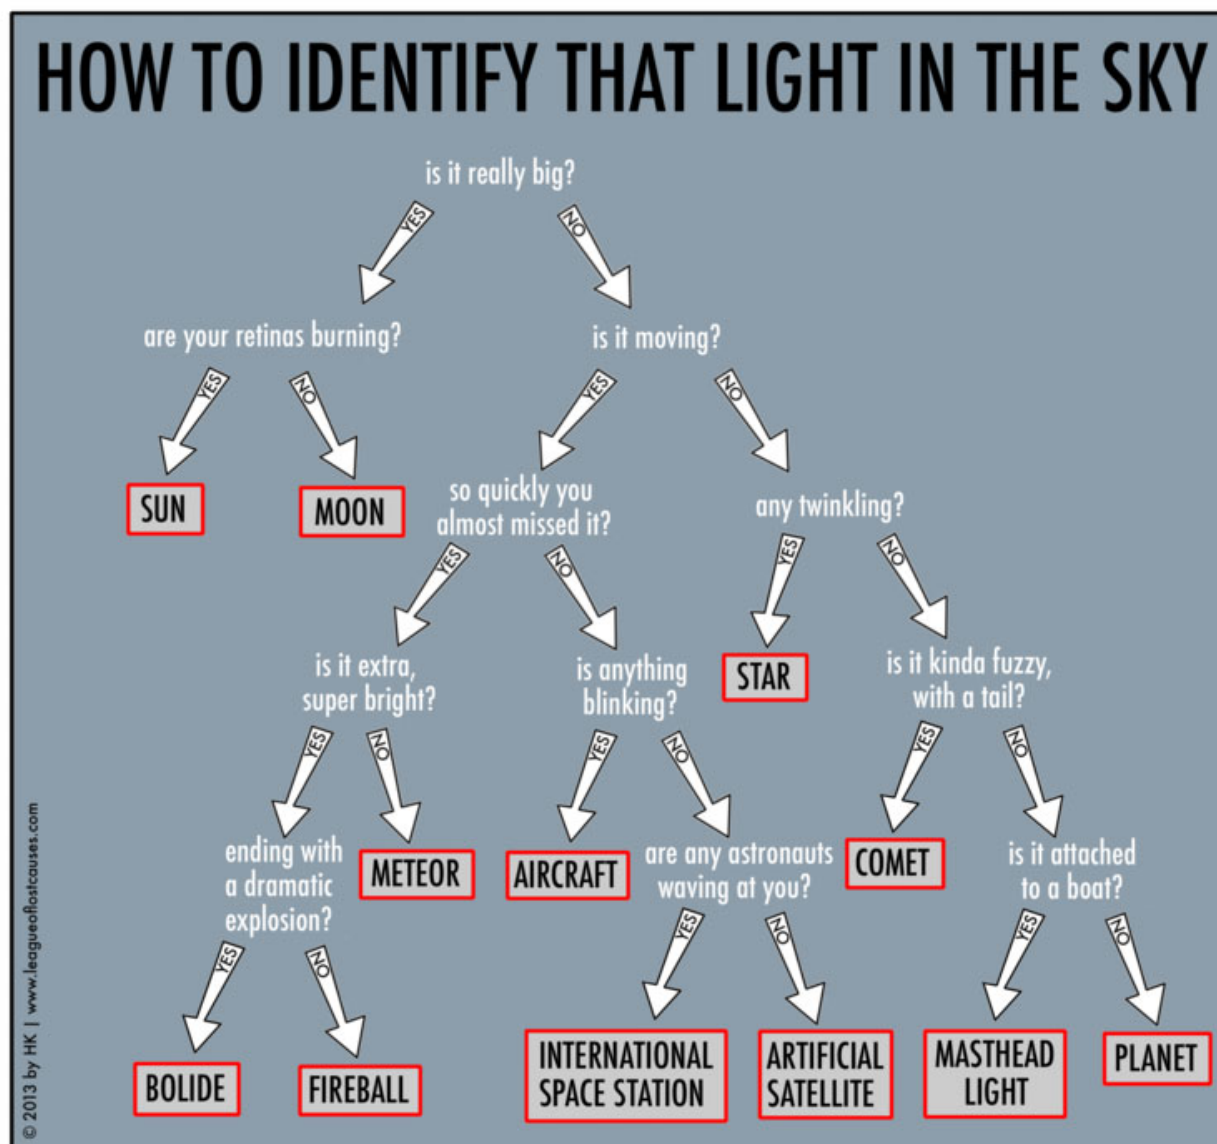 HOW TO IDENTIFY THAT LIGHT IN THE SKY
is it really big?
YES
NO
are your retinas burning?
is it moving?
YES
NO
YES
NO
SUN
MOON
so quickly you
almost missed it?
any twinkling?
YES
NO
YES
NO
is it extra,
super bright?
is anything
blinking?
STAR
is it kinda fuzzy,
with a tail?
YES
NO
YES
NO
YES
NO
ending with
a dramatic
explosion?
METEOR
AIRCRAFT
are any astronauts
waving at you?
COMET
is it attached
to a boat?
YES
NO
YES
NO
YES
NO
BOLIDE
FIREBALL
INTERNATIONAL
SPACE STATION
ARTIFICIAL
SATELLITE
MASTHEAD
LIGHT
PLANET
© 2013 by HK | www.leagueoflostcauses.com